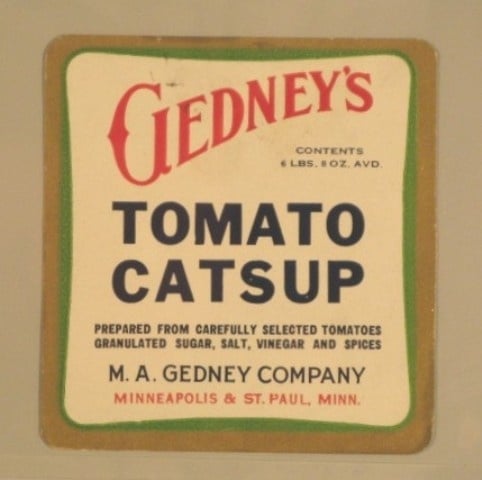 GEDNEY'S
CONTENTS
6 LBS. 8 OZ. AVD.
TOMATO
CATSUP
PREPARED FROM CAREFULLY SELECTED TOMATOES
GRANULATED SUGAR, SALT, VINEGAR AND SPICES
M. A. GEDNEY COMPANY
MINNEAPOLIS & ST. PAUL, MINN.